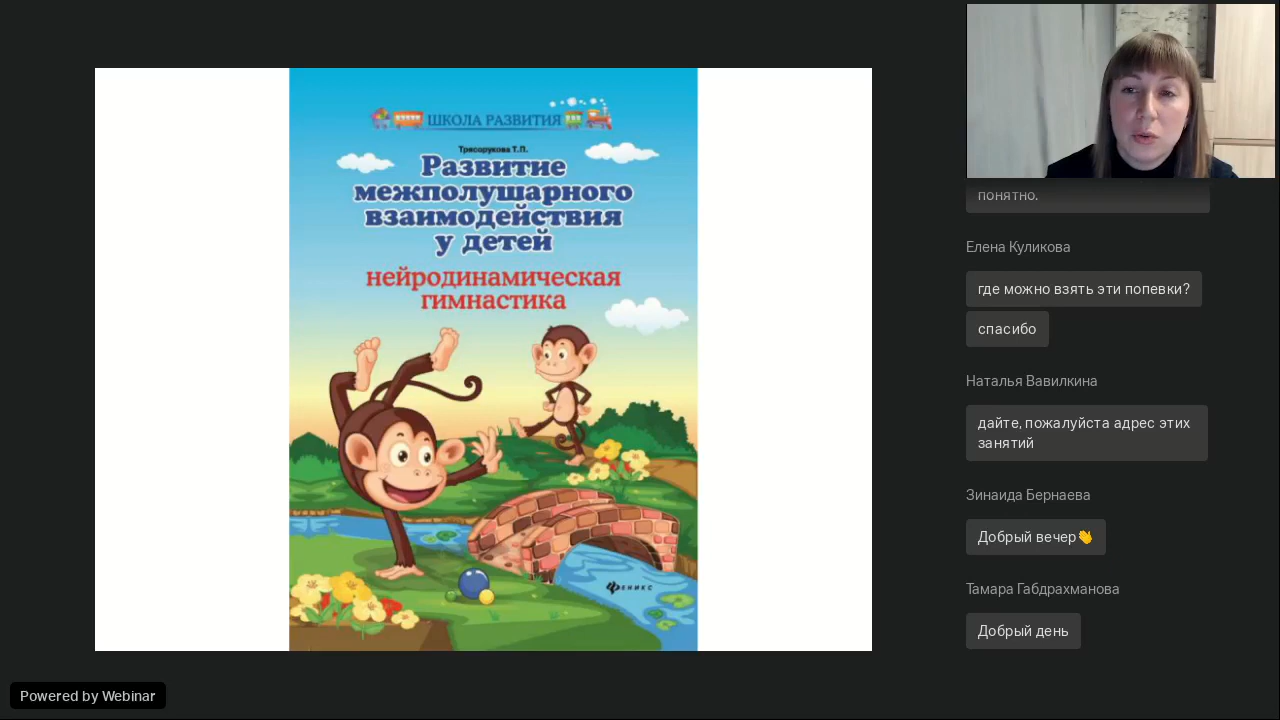 ШКОЛА РАЗВИТИЯ
Трясорукова Т.П.
Развитие
межполушарного
взаимодействия
у детей
нейродинамическая
гимнастика
Феникс
понятно.
Елена Куликова
где можно взять эти попевки?
спасибо
Наталья Вавилкина
дайте, пожалуйста адрес этих
занятий
Зинаида Бернаева
Добрый вечер👏
Тамара Габдрахманова
Добрый день
Powered by Webinar